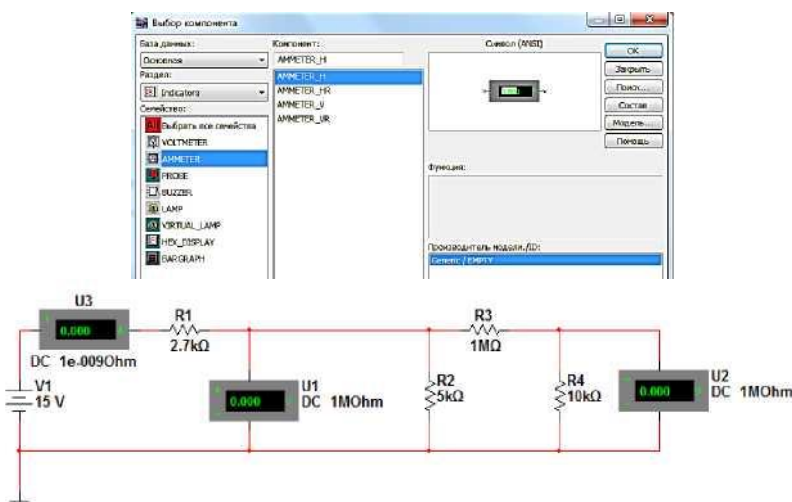 Выбор компонента
База данных:
Основная
Раздел:
Indicators
Семейство:
Выбрать все семейства
VOLTMETER
AMMETER
PROBE
BUZZER
LAMP
VIRTUAL_LAMP
HEX_DISPLAY
BARGRAPH
Компонент:
AMMETER_H
AMMETER_H
AMMETER_HR
AMMETER_V
AMMETER_VR
Символ (ANSI)
Функция:
Производитель модели./ID:
Generic / EMPTY
OK
Закрыть
Поиск...
Состав
Модель...
Помощь
U3
0.000
DC 1e-009Ohm
R1
2.7kΩ
R3
1MΩ
V1
15 V
0.000
U1
DC 1MOhm
R2
5kΩ
R4
10kΩ
0.000
U2
DC 1MOhm